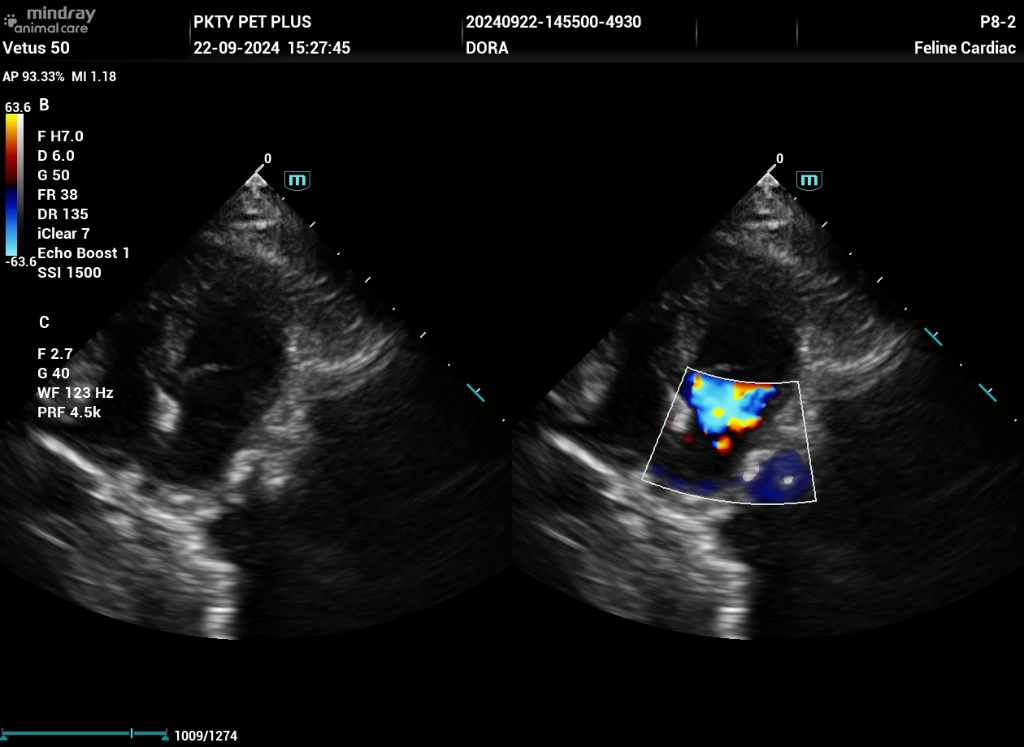 mindray
animal care
Vetus 50
PKTY PET PLUS
22-09-2024 15:27:45
20240922-145500-4930
DORA
P8-2
Feline Cardiac
AP 93.33% MI 1.18
B
63.6
-63.6
F H7.0
D 6.0
G 50
FR 38
DR 135
iClear 7
Echo Boost 1
SSI 1500
C
F 2.7
G 40
WF 123 Hz
PRF 4.5k
0
m
0
m
1009/1274